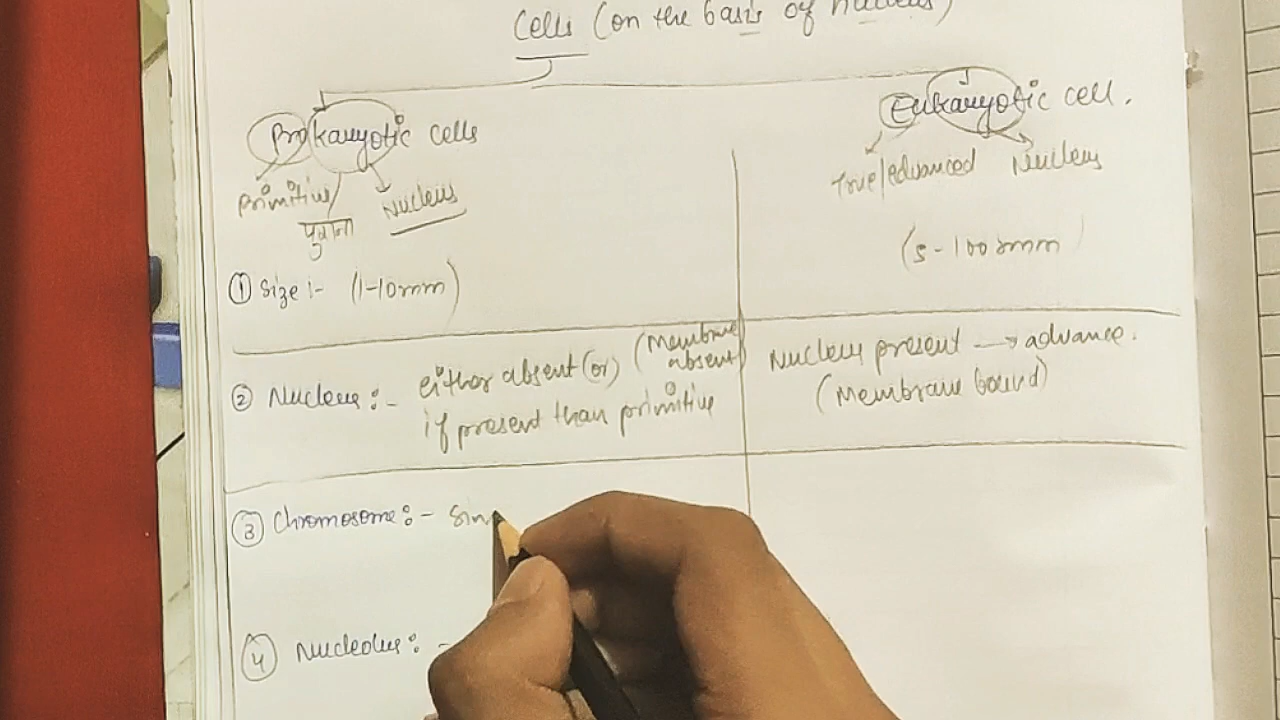 Cells (on the basis of nucleus)
Prokaryotic cells
Eukaryotic cell.
Primitive
Nucleus
पुराना
True/advanced Nucleus
① Size :- (1-10mm)
(5-100mm)
② Nucleus :- either absent (or) (Membrane absent)
if present than primitive
Nucleus present → advance.
(Membrane bound)
③ Chromosome :- Sin
④ Nucleolus : -